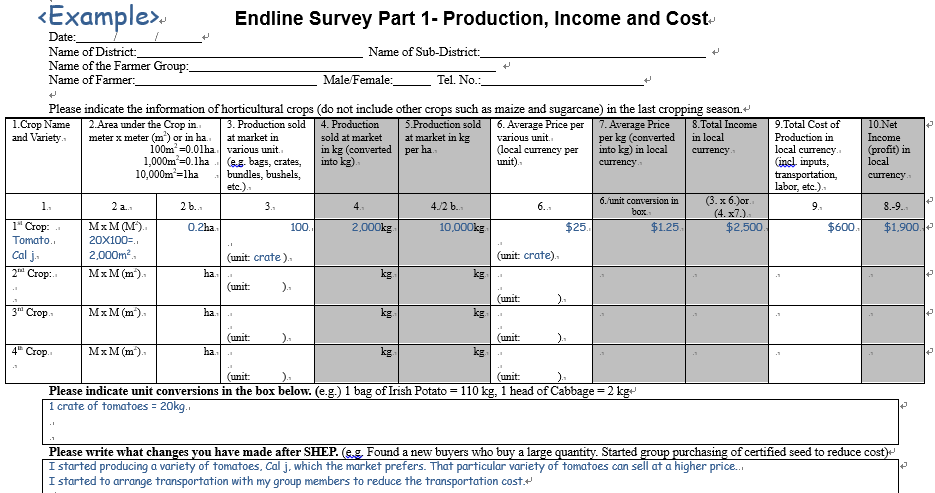 <Example> Endline Survey Part 1- Production, Income and Cost
Date: / /
Name of District: Name of Sub-District:
Name of the Farmer Group:
Name of Farmer: Male/Female: Tel. No.:
Please indicate the information of horticultural crops (do not include other crops such as maize and sugarcane) in the last cropping season.
1.Crop Name
and Variety.
2.Area under the Crop in
meter x meter (m²) or in ha
100m²=0.01ha
1,000m²=0.1ha
10,000m²=1ha
3. Production sold
at market in
various unit
(e.g. bags, crates,
bundles, bushels,
etc.)
4. Production
sold at market
in kg (converted
into kg)
5.Production sold
at market in kg
per ha
6. Average Price per
various unit
(local currency per
unit)
7. Average Price
per kg (converted
into kg) in local
currency
8.Total Income
in local
currency
9.Total Cost of
Production in
local currency
(incl. inputs,
transportation,
labor, etc.)
10.Net
Income
(profit) in
local
currency
1. 2 a. 2 b. 3. 4. 4./2 b. 6. 6./unit conversion in
box
(3. x 6.)or
(4. x7.)
9. 8.-9.
1st Crop:
Tomato
Cal j
M x M (M²)
20X100=
2,000m²
0.2ha
100
(unit: crate )
2,000kg
10,000kg
$25
(unit: crate)
$1.25
$2,500
$600
$1,900
2nd Crop: M x M (m²) ha kg kg
(unit: ) (unit: )
3rd Crop M x M (m²) ha kg kg
(unit: ) (unit: )
4th Crop M x M (m²) ha kg kg
(unit: ) (unit: )
Please indicate unit conversions in the box below. (e.g.) 1 bag of Irish Potato = 110 kg, 1 head of Cabbage = 2 kg
1 crate of tomatoes = 20kg
Please write what changes you have made after SHEP. (e.g. Found a new buyers who buy a large quantity. Started group purchasing of certified seed to reduce cost)
I started producing a variety of tomatoes, Cal j, which the market prefers. That particular variety of tomatoes can sell at a higher price.
I started to arrange transportation with my group members to reduce the transportation cost.